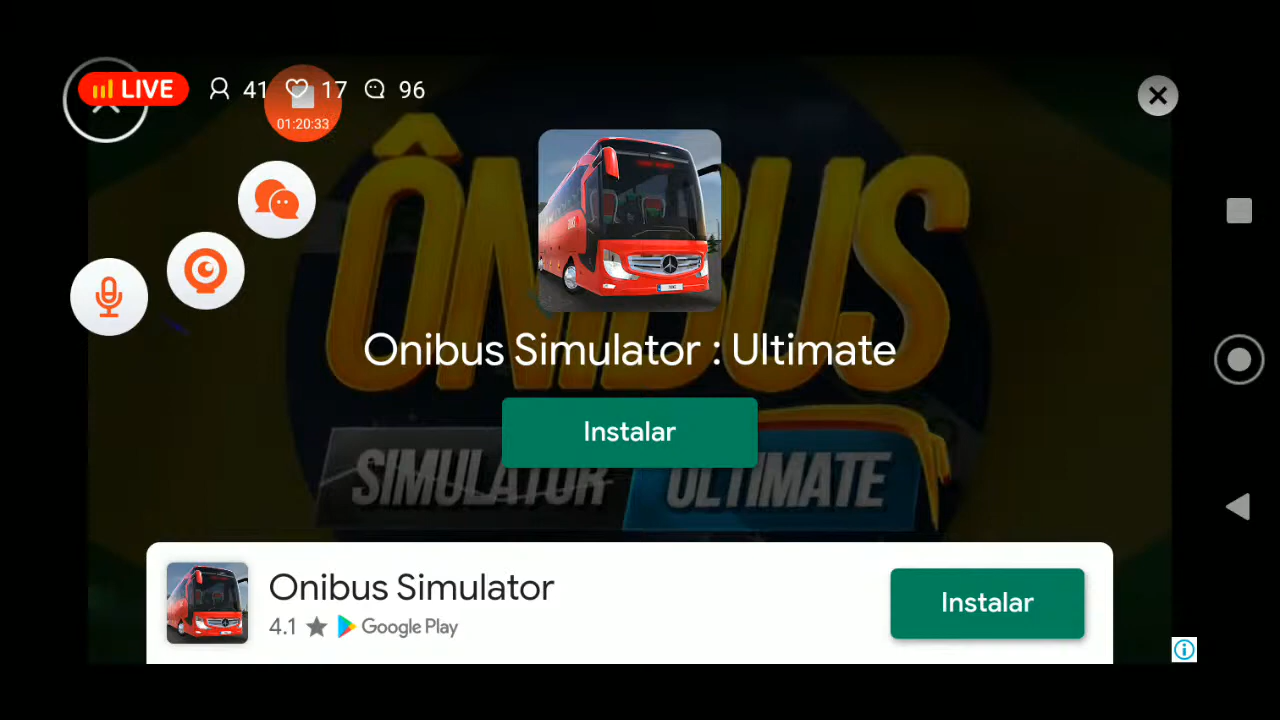 LIVE 41 17 96
01:20:33
ÔNIBUS
Onibus Simulator : Ultimate
Instalar
SIMULATOR ULTIMATE
Onibus Simulator
4.1 Google Play
Instalar